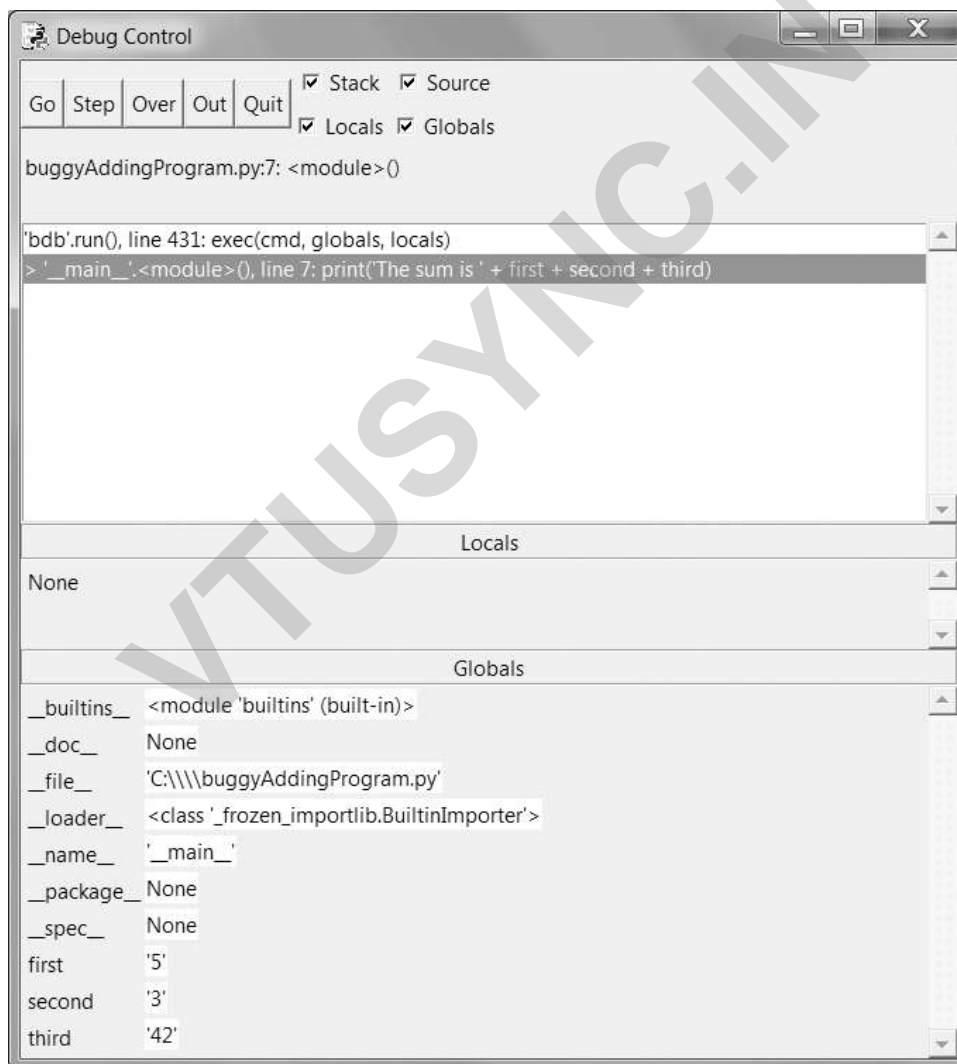 Debug Control
Go Step Over Out Quit
Stack Source
Locals Globals
buggyAddingProgram.py:7: <module>()
'bdb'.run(), line 431: exec(cmd, globals, locals)
> '__main__'.<module>(), line 7: print('The sum is ' + first + second + third)
Locals
None
Globals
__builtins__ <module 'builtins' (built-in)>
__doc__ None
__file__ 'C:\\\\buggyAddingProgram.py'
__loader__ <class '_frozen_importlib.BuiltinImporter'>
__name__ '__main__'
__package__ None
__spec__ None
first '5'
second '3'
third '42'
VTUSYNC.IN